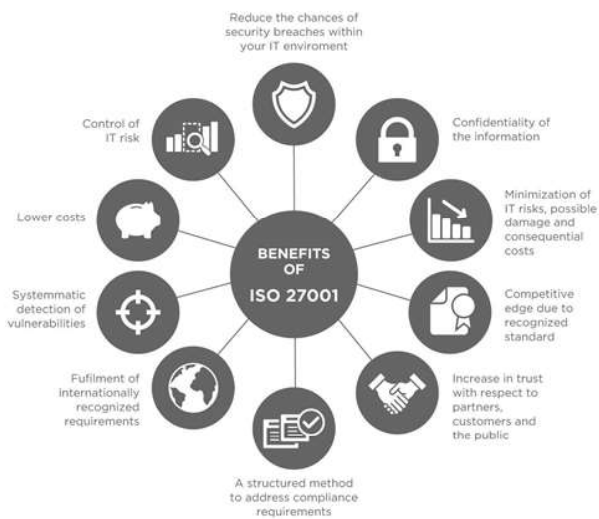 Reduce the chances of
security breaches within
your IT enviroment
Confidentiality of
the information
Minimization of
IT risks, possible
damage and
consequential
costs
Competitive
edge due to
recognized
standard
Increase in trust
with respect to
partners,
customers and
the public
A structured method
to address compliance
requirements
Fufilment of
internationally
recognized
requirements
Systemmatic
detection of
vulnerabilities
Lower costs
Control of
IT risk
BENEFITS
OF
ISO 27001